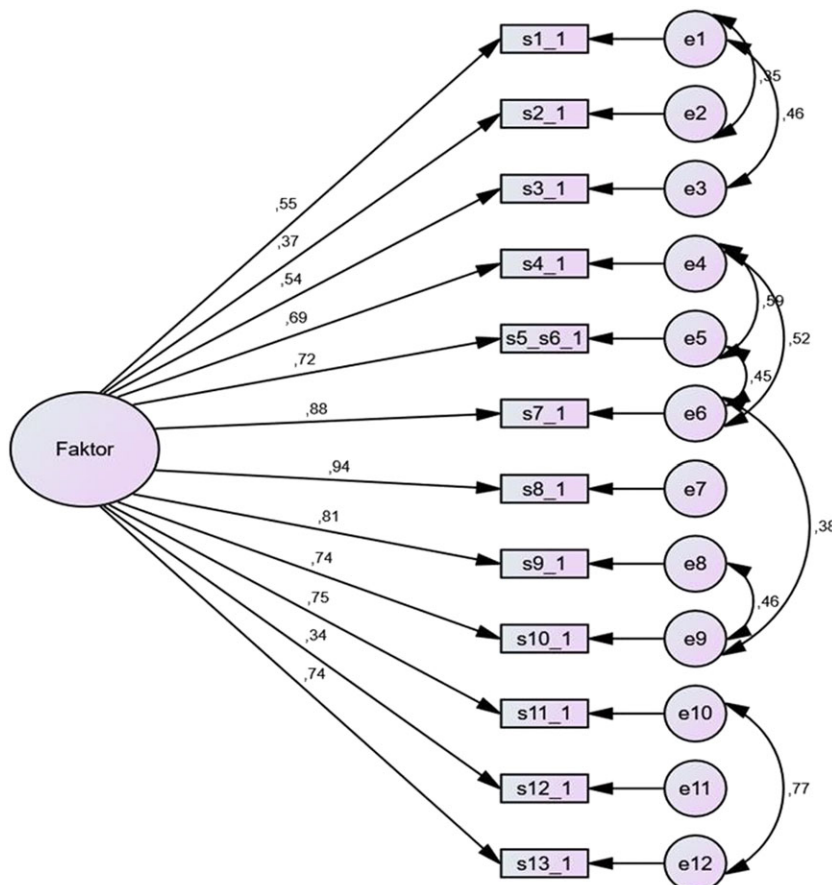 s1_1
e1
,35
s2_1
e2
,46
s3_1
e3
,55
,37
,54
s4_1
e4
,69
,59
s5_s6_1
e5
,52
,72
,45
s7_1
e6
,88
Faktor
,94
s8_1
e7
,38
,81
s9_1
e8
,74
,46
,75
s10_1
e9
,34
,74
s11_1
e10
s12_1
e11
,77
s13_1
e12